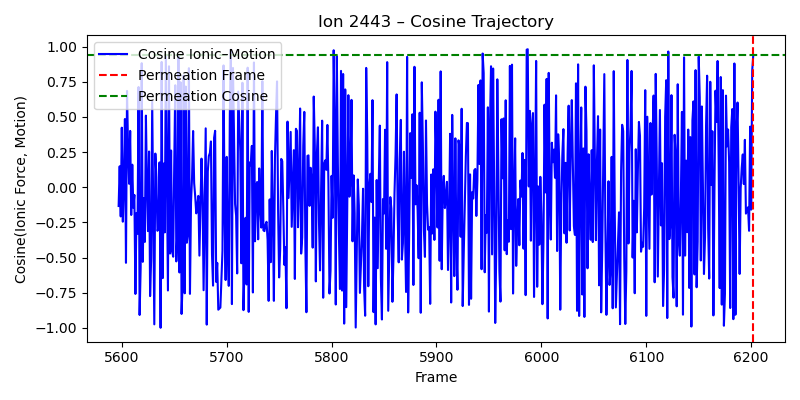 Ion 2443 – Cosine Trajectory
Cosine(Ionic Force, Motion)
1.00
0.75
0.50
0.25
0.00
−0.25
−0.50
−0.75
−1.00
Cosine Ionic–Motion
Permeation Frame
Permeation Cosine
5600 5700 5800 5900 6000 6100 6200
Frame